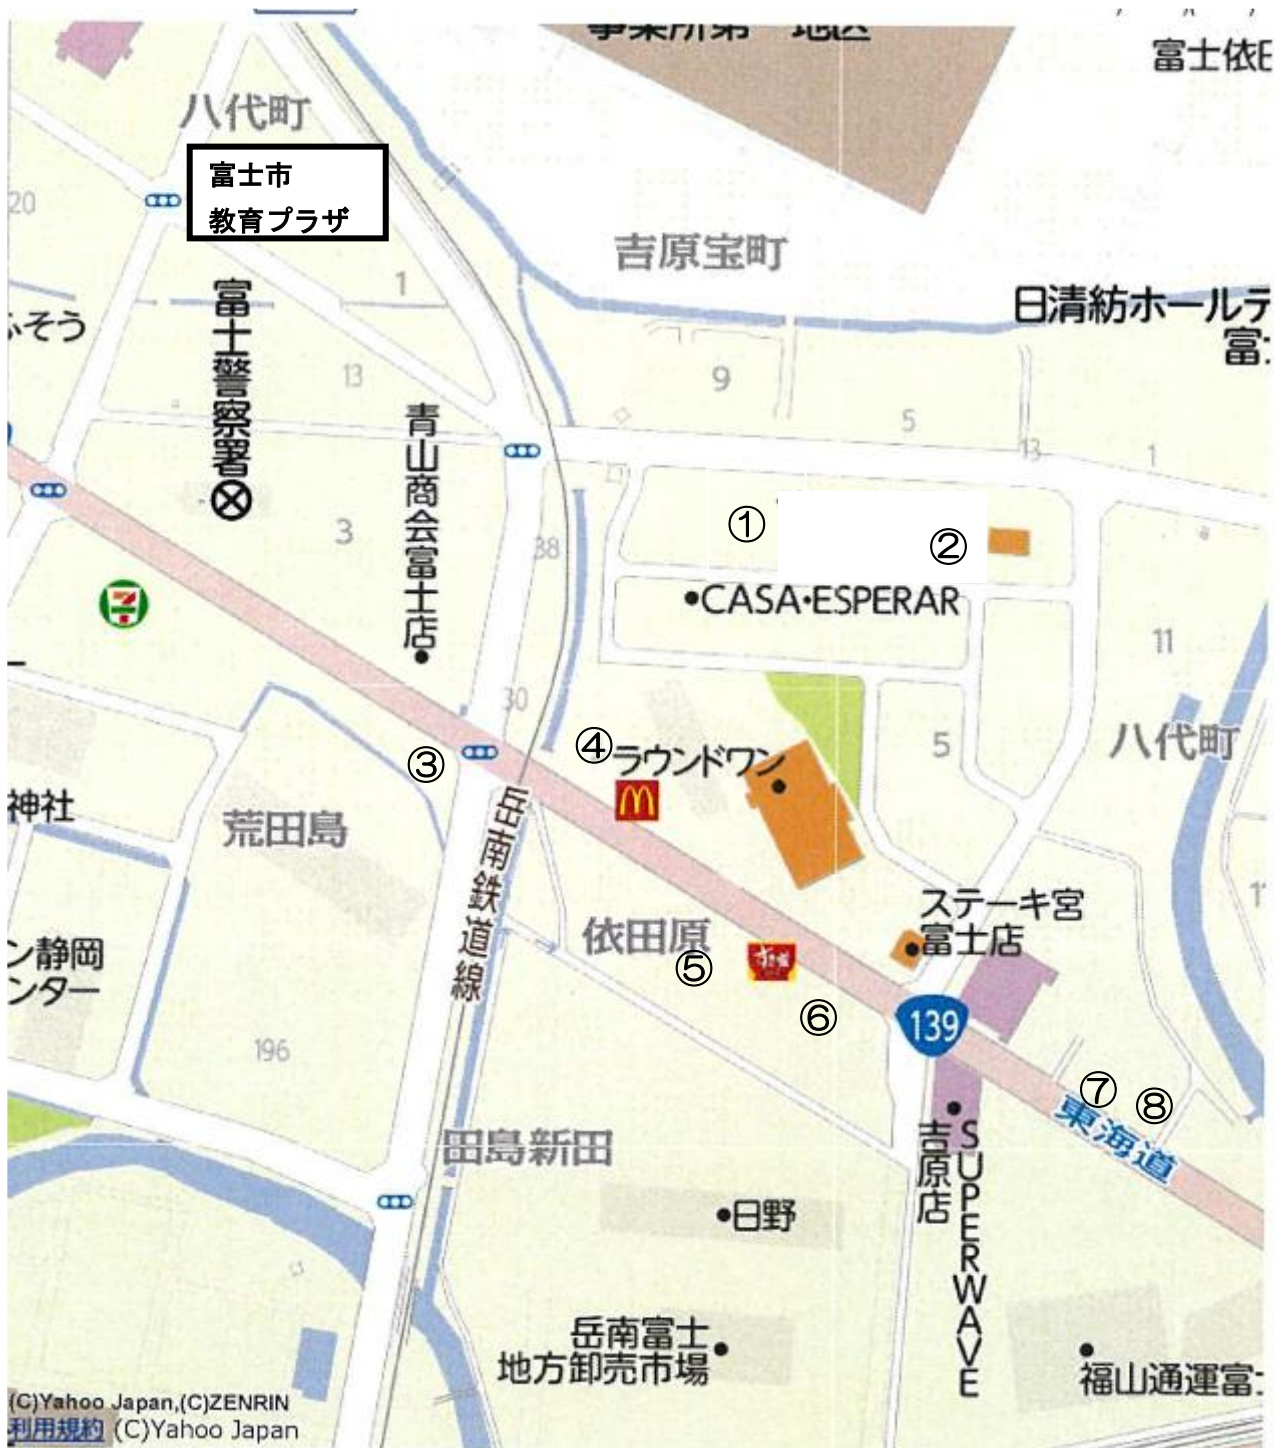 地区
富士依
八代町
富士市
教育プラザ
20
吉原宝町
1
日清紡ホールデ
富士
ふそう
富士警察署
13
9
5
13
1
青山商会富士店
3
38
①
②
CASA・ESPERAR
11
30
八代町
5
③
④
ラウンドワン
神社
荒田島
岳南鉄道線
ステーキ宮
富士店
依田原
⑤
すき家
ン静岡
ンター
⑥
139
196
⑦
⑧
東海道
田島新田
SUPERWAVE
吉原店
日野
岳南富士
地方卸売市場
福山通運富
(C)Yahoo Japan,(C)ZENRIN
利用規約 (C)Yahoo Japan